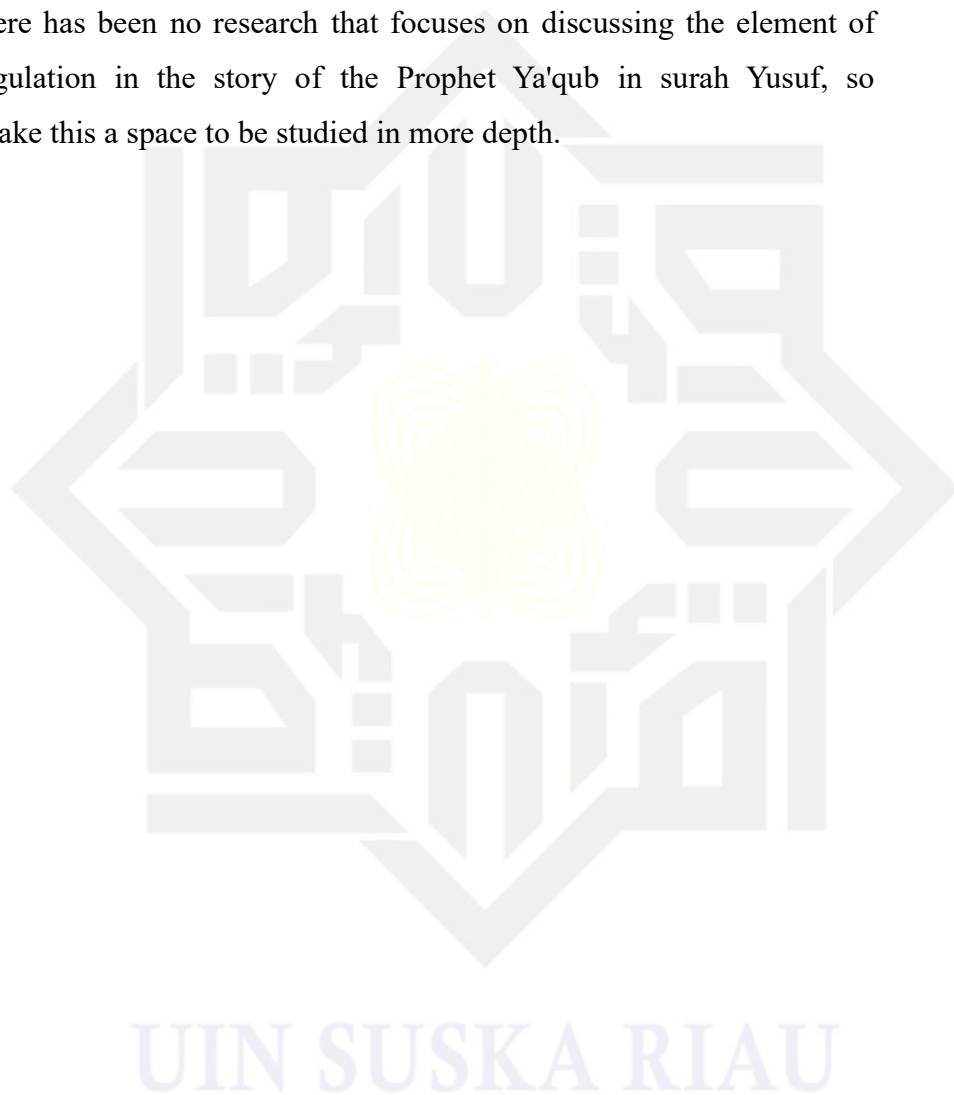 ere has been no research that focuses on discussing the element of
gulation in the story of the Prophet Ya'qub in surah Yusuf, so
ake this a space to be studied in more depth.
UIN SUSKA RIAU